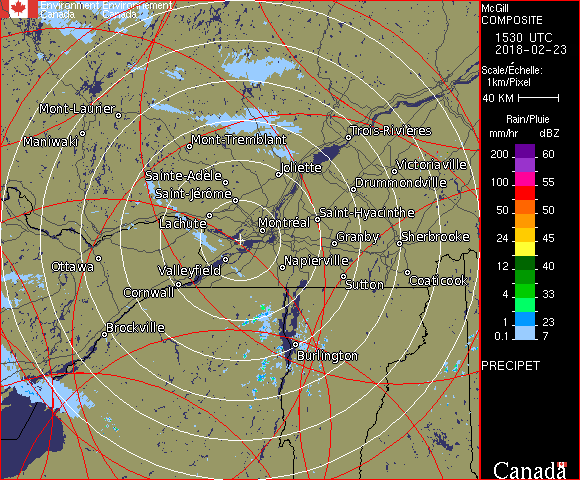 Environment Environnement
Canada Canada
McGill
COMPOSITE
1530 UTC
2018-02-23
Scale/Échelle:
1km/Pixel
40 KM
Rain/Pluie
mm/hr dBZ
200 60
55
100 55
50 50
24 45
12 40
4 33
1 23
0.1 7
PRECIPET
Canada
Mont-Laurier
Maniwaki
Mont-Tremblant
Trois-Rivières
Joliette
Victoriaville
Sainte-Adèle
Drummondville
Saint-Jérôme
Saint-Hyacinthe
Lachute
Montréal
Granby
Sherbrooke
Ottawa
Valleyfield
Napierville
Cornwall
Sutton
Coaticook
Brockville
Burlington